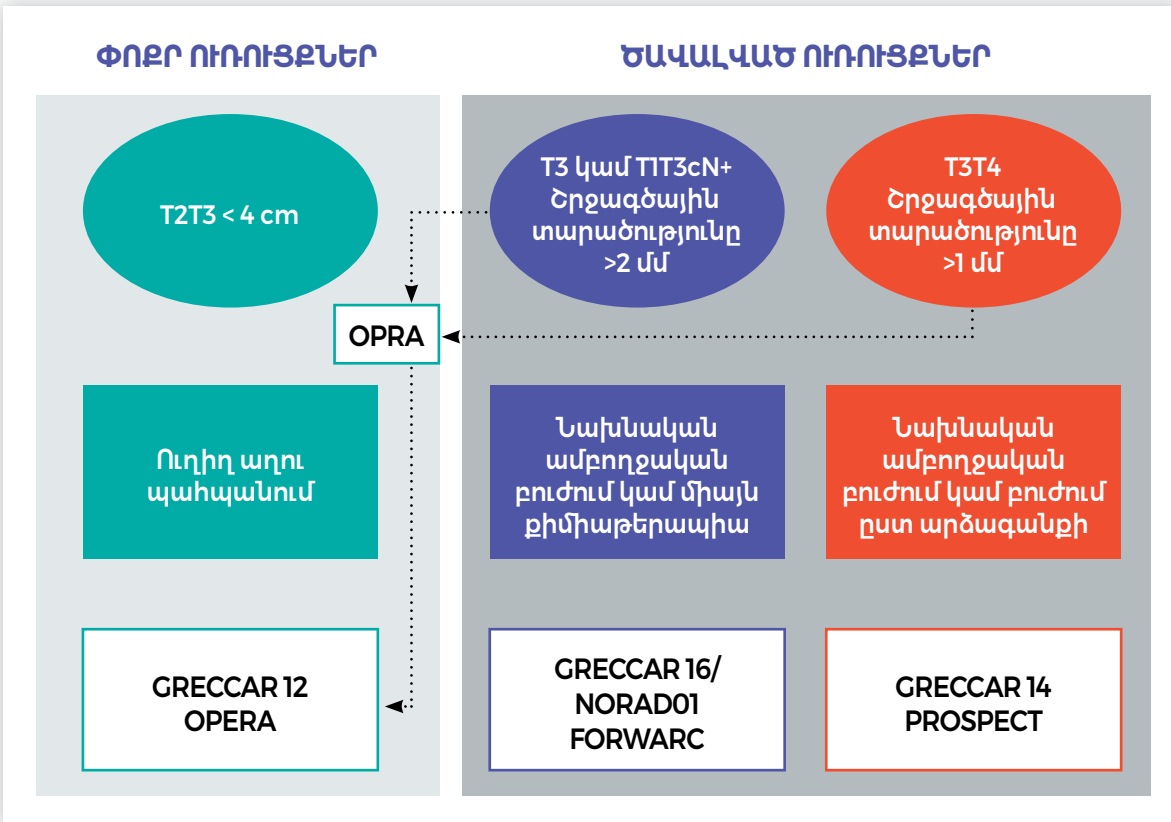 ՓՈՔՐ ՈՒՌՈՒՑՔՆԵՐ
T2T3 < 4 cm
Ուղիղ աղու
պահպանում
GRECCAR 12
OPERA
OPRA
ԾԱՎԱԼՎԱԾ ՈՒՌՈՒՑՔՆԵՐ
T3 կամ T1T3cN+
Շրջագծային
տարածությունը
>2 մմ
Նախնական
ամբողջական
բուժում կամ միայն
քիմիաթերապիա
GRECCAR 16/
NORAD01
FORWARC
T3T4
Շրջագծային
տարածությունը
>1 մմ
Նախնական
ամբողջական
բուժում կամ բուժում
ըստ արձագանքի
GRECCAR 14
PROSPECT